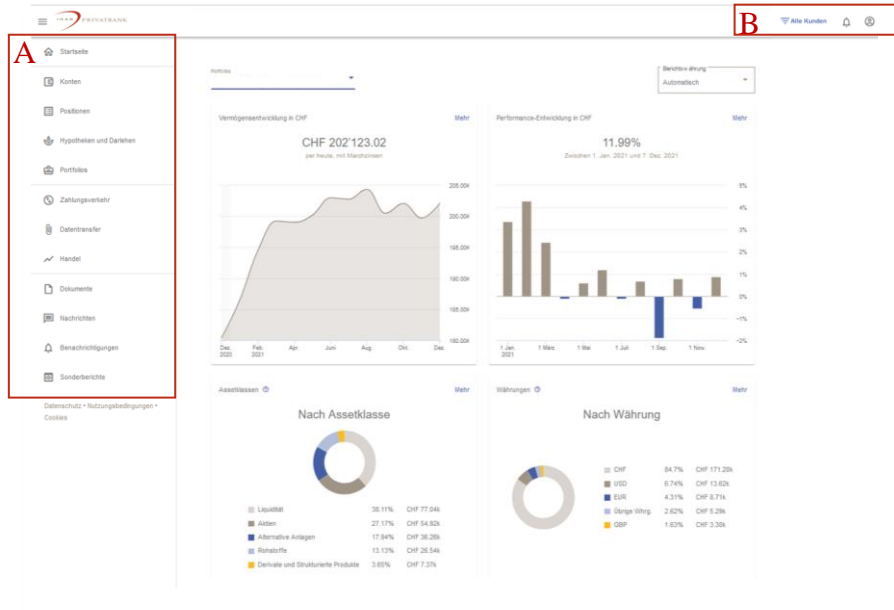 B
PRIVATBANK
Alle Kunden
A
Startseite
Konten
Positionen
Hypotheken und Darlehen
Portfolios
Zahlungsverkehr
Datentransfer
Handel
Dokumente
Nachrichten
Benachrichtigungen
Sonderberichte
Datenschutz • Nutzungsbedingungen •
Cookies
Portfolios
Berichtswährung
Automatisch
Vermögensentwicklung in CHF
Mehr
CHF 202'123.02
per heute, mit Marchzinsen
205.00k
200.00k
195.00k
190.00k
185.00k
180.00k
Dez. Feb. Apr. Juni Aug. Okt. Dez.
2020 2021
Performance-Entwicklung in CHF
Mehr
11.99%
Zwischen 1. Jan. 2021 und 7. Dez. 2021
5%
4%
3%
2%
1%
0%
-1%
-2%
1 Jan. 1 März 1 Mai 1 Juli 1 Sep. 1 Nov.
2021
Assetklassen
Mehr
Nach Assetklasse
Liquidität 38.11% CHF 77.04k
Aktien 27.17% CHF 54.92k
Alternative Anlagen 17.94% CHF 36.26k
Rohstoffe 13.13% CHF 26.54k
Derivate und Strukturierte Produkte 3.65% CHF 7.37k
Währungen
Mehr
Nach Währung
CHF 84.7% CHF 171.20k
USD 6.74% CHF 13.62k
EUR 4.31% CHF 8.71k
Übrige Whrg. 2.62% CHF 5.29k
GBP 1.63% CHF 3.30k